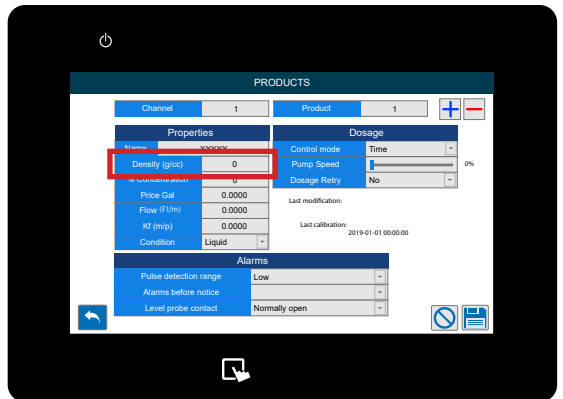 PRODUCTS
Channel 1 Product 1
Properties
Name XXXXX
Density (g/cc) 0
% Concentration 0
Price Gal 0.0000
Flow (Fl/m) 0.0000
Kf (m/p) 0.0000
Condition Liquid
Dosage
Control mode Time
Pump Speed 0%
Dosage Retry No
Last modification:
Last calibration:
2019-01-01 00:00:00
Alarms
Pulse detection range Low
Alarms before notice
Level probe contact Normally open